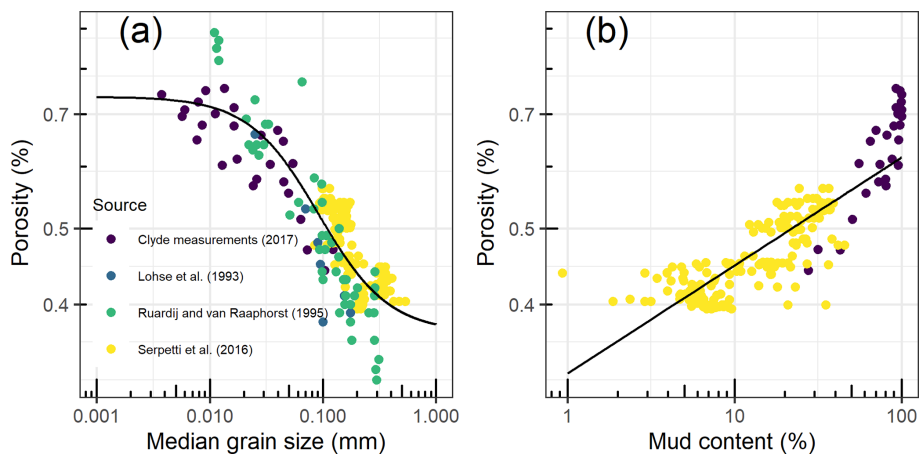 (a)
Porosity (%)
0.7
0.5
0.4
Source
Clyde measurements (2017)
Lohse et al. (1993)
Ruardij and van Raaphorst (1995)
Serpetti et al. (2016)
0.001
0.010
0.100
1.000
Median grain size (mm)
(b)
Porosity (%)
0.7
0.5
0.4
1
10
100
Mud content (%)